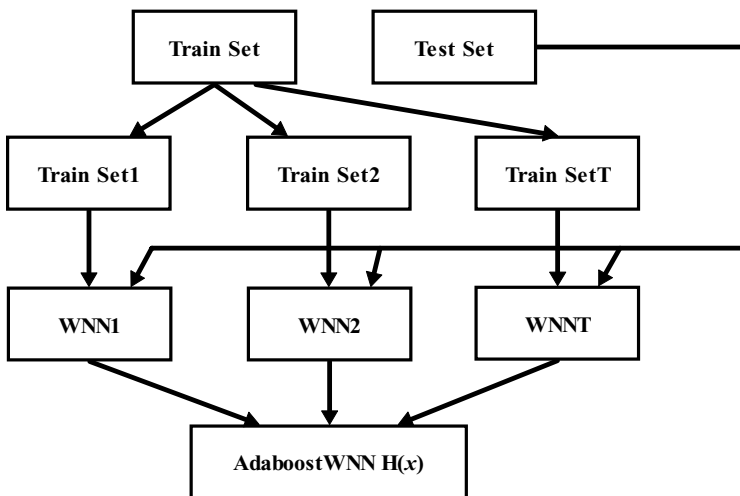 Train Set
Test Set
Train Set1
Train Set2
Train SetT
WNN1
WNN2
WNNT
AdaboostWNN H(x)